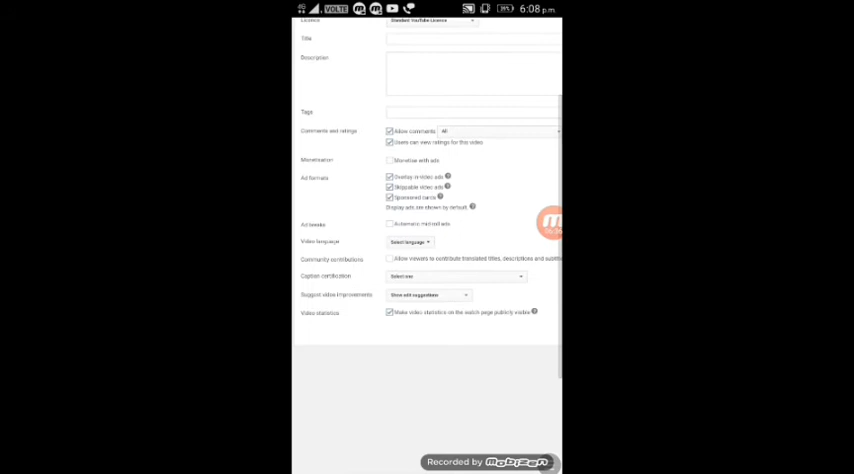 4G VOLTE 39% 6:08 p.m.
Licence Standard YouTube Licence
Title
Description
Tags
Comments and ratings Allow comments All
Users can view ratings for this video
Monetisation Monetise with ads
Ad formats Overlay in-video ads
Skippable video ads
Sponsored cards
Display ads are shown by default.
Ad breaks Automatic mid-roll ads
Video language Select language
Community contributions Allow viewers to contribute translated titles, descriptions and subtitl
Caption certification Select one
Suggest video improvements Show edit suggestions
Video statistics Make video statistics on the watch page publicly visible
Recorded by MOBIZEN